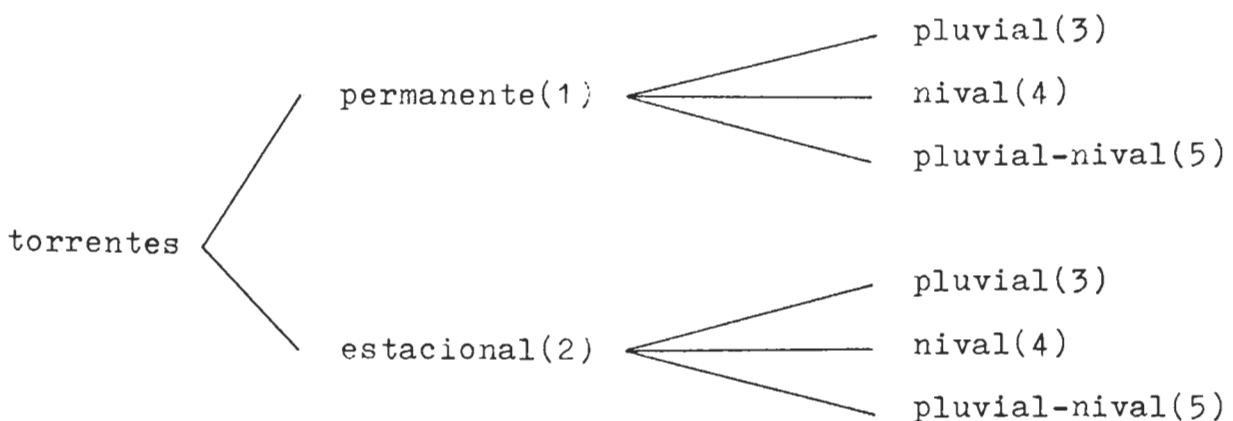 pluvial(3)
permanente(1)
nival(4)
pluvial-nival(5)
torrentes
pluvial(3)
estacional(2)
nival(4)
pluvial-nival(5)